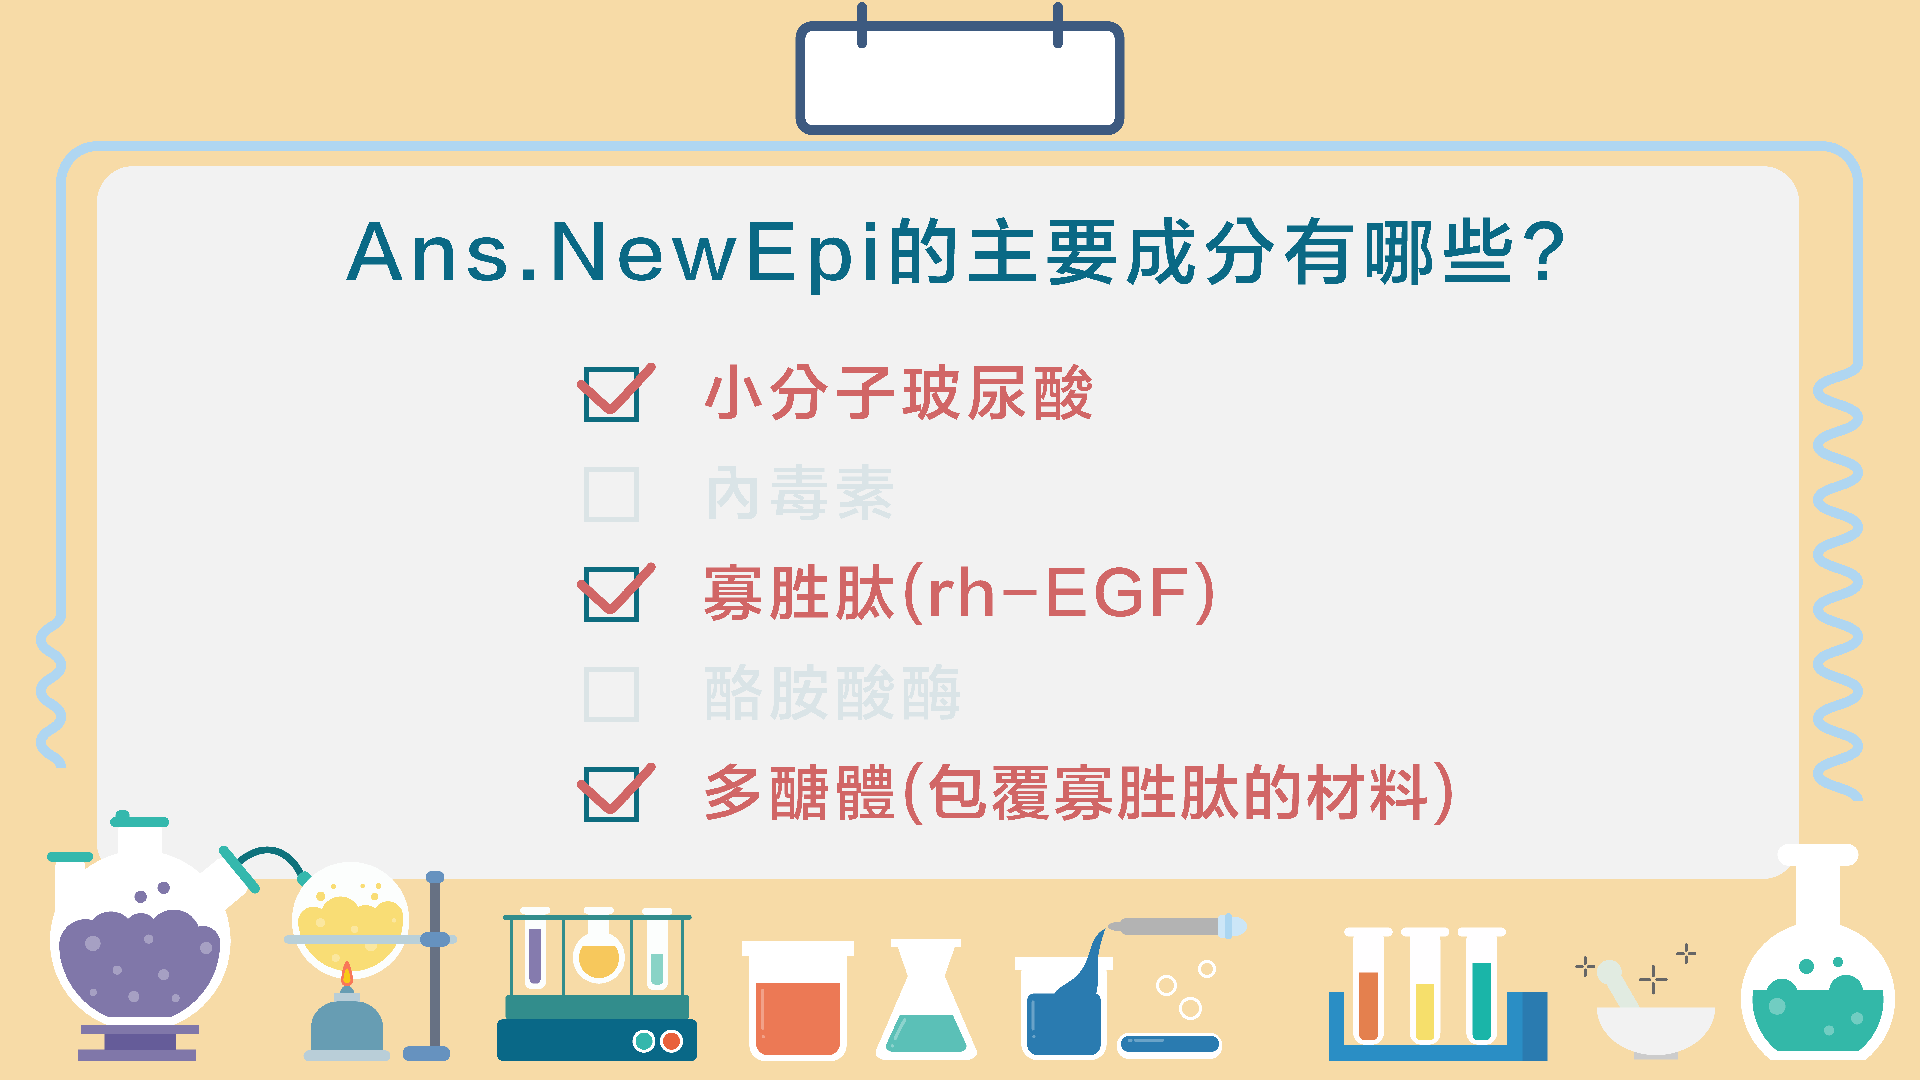 Ans.NewEpi的主要成分有哪些?
小分子玻尿酸
內毒素
寡胜肽(rh-EGF)
酪胺酸酶
多醣體(包覆寡胜肽的材料)